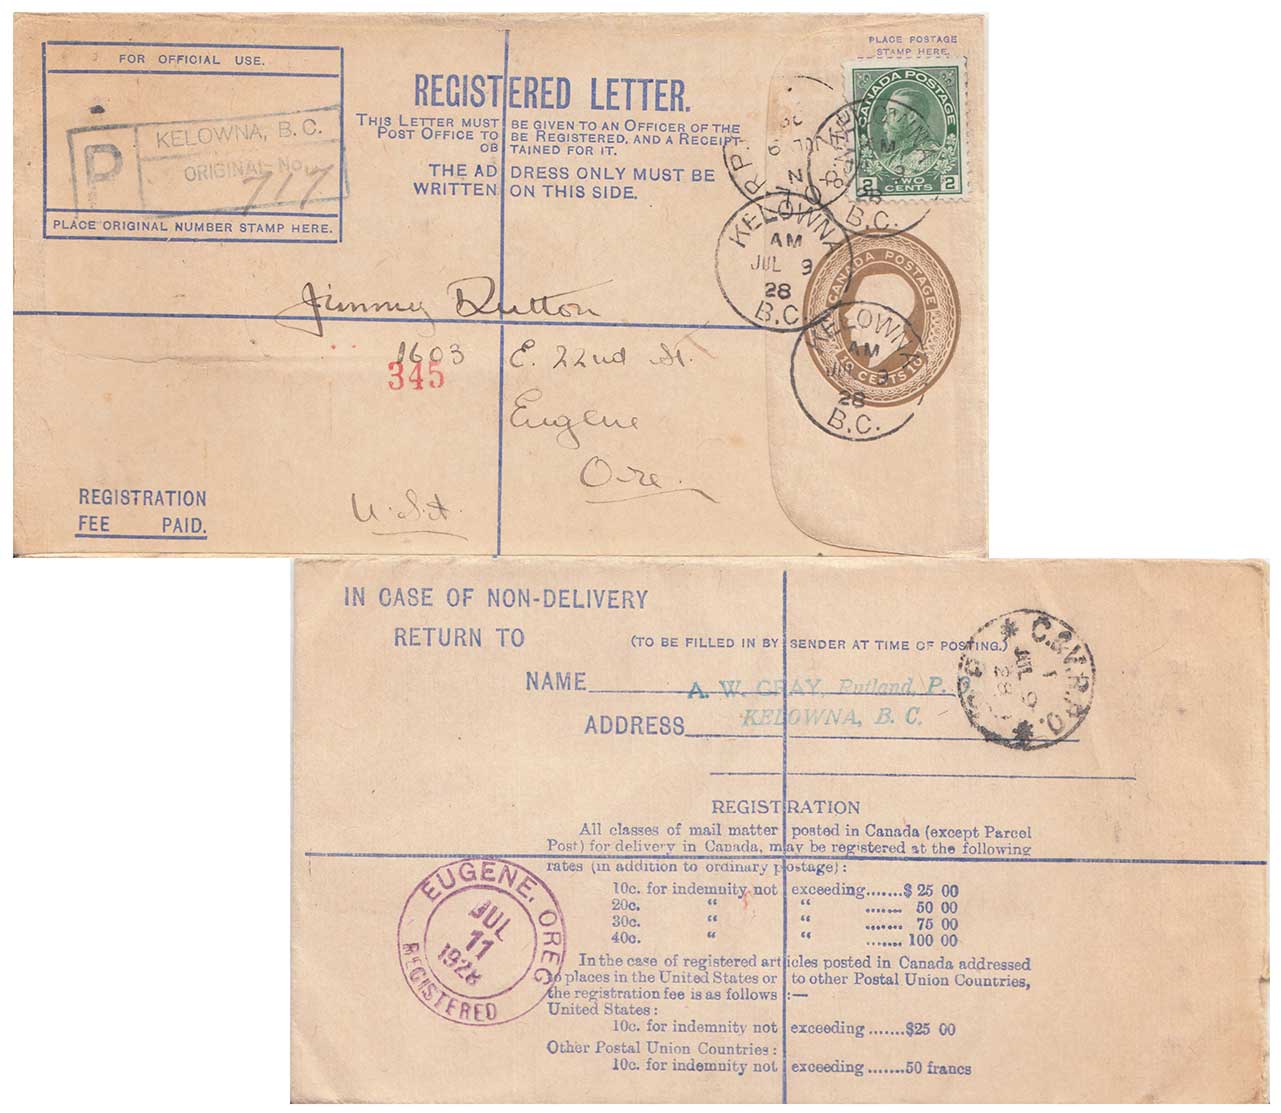 FOR OFFICIAL USE.
P
KELOWNA, B. C.
ORIGINAL No.
717
PLACE ORIGINAL NUMBER STAMP HERE.
REGISTERED LETTER.
THIS LETTER MUST BE GIVEN TO AN OFFICER OF THE
POST OFFICE TO BE REGISTERED, AND A RECEIPT
OBTAINED FOR IT.
THE ADDRESS ONLY MUST BE
WRITTEN ON THIS SIDE.
PLACE POSTAGE
STAMP HERE.
CANADA POSTAGE
2 TWO CENTS 2
KELOWNA
AM
JUL 9
28
B.C.
CANADA POSTAGE
KELOWNA
AM
JUL 9
28
B.C.
Jimmy Dutton
1603 E. 22nd St.
345
Eugene
Ore.
U.S.A.
REGISTRATION
FEE PAID.
IN CASE OF NON-DELIVERY
RETURN TO
(TO BE FILLED IN BY SENDER AT TIME OF POSTING.)
NAME A. W. GRAY, Rutland, P.
ADDRESS KELOWNA, B. C.
C.&V.R.P.O.
1
JUL 9
28
REGISTRATION
All classes of mail matter posted in Canada (except Parcel
Post) for delivery in Canada, may be registered at the following
rates (in addition to ordinary postage):
10c. for indemnity not exceeding.......$ 25 00
20c. “ “ ....... 50 00
30c. “ “ ....... 75 00
40c. “ “ ....... 100 00
In the case of registered articles posted in Canada addressed
to places in the United States or to other Postal Union Countries,
the registration fee is as follows :—
United States:
10c. for indemnity not exceeding.......$25 00
Other Postal Union Countries:
10c. for indemnity not exceeding.......50 francs
EUGENE, OREG
JUL
11
1928
REGISTERED